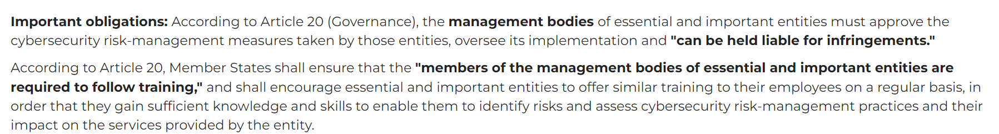 Important obligations: According to Article 20 (Governance), the management bodies of essential and important entities must approve the
cybersecurity risk-management measures taken by those entities, oversee its implementation and "can be held liable for infringements."
According to Article 20, Member States shall ensure that the "members of the management bodies of essential and important entities are
required to follow training," and shall encourage essential and important entities to offer similar training to their employees on a regular basis, in
order that they gain sufficient knowledge and skills to enable them to identify risks and assess cybersecurity risk-management practices and their
impact on the services provided by the entity.